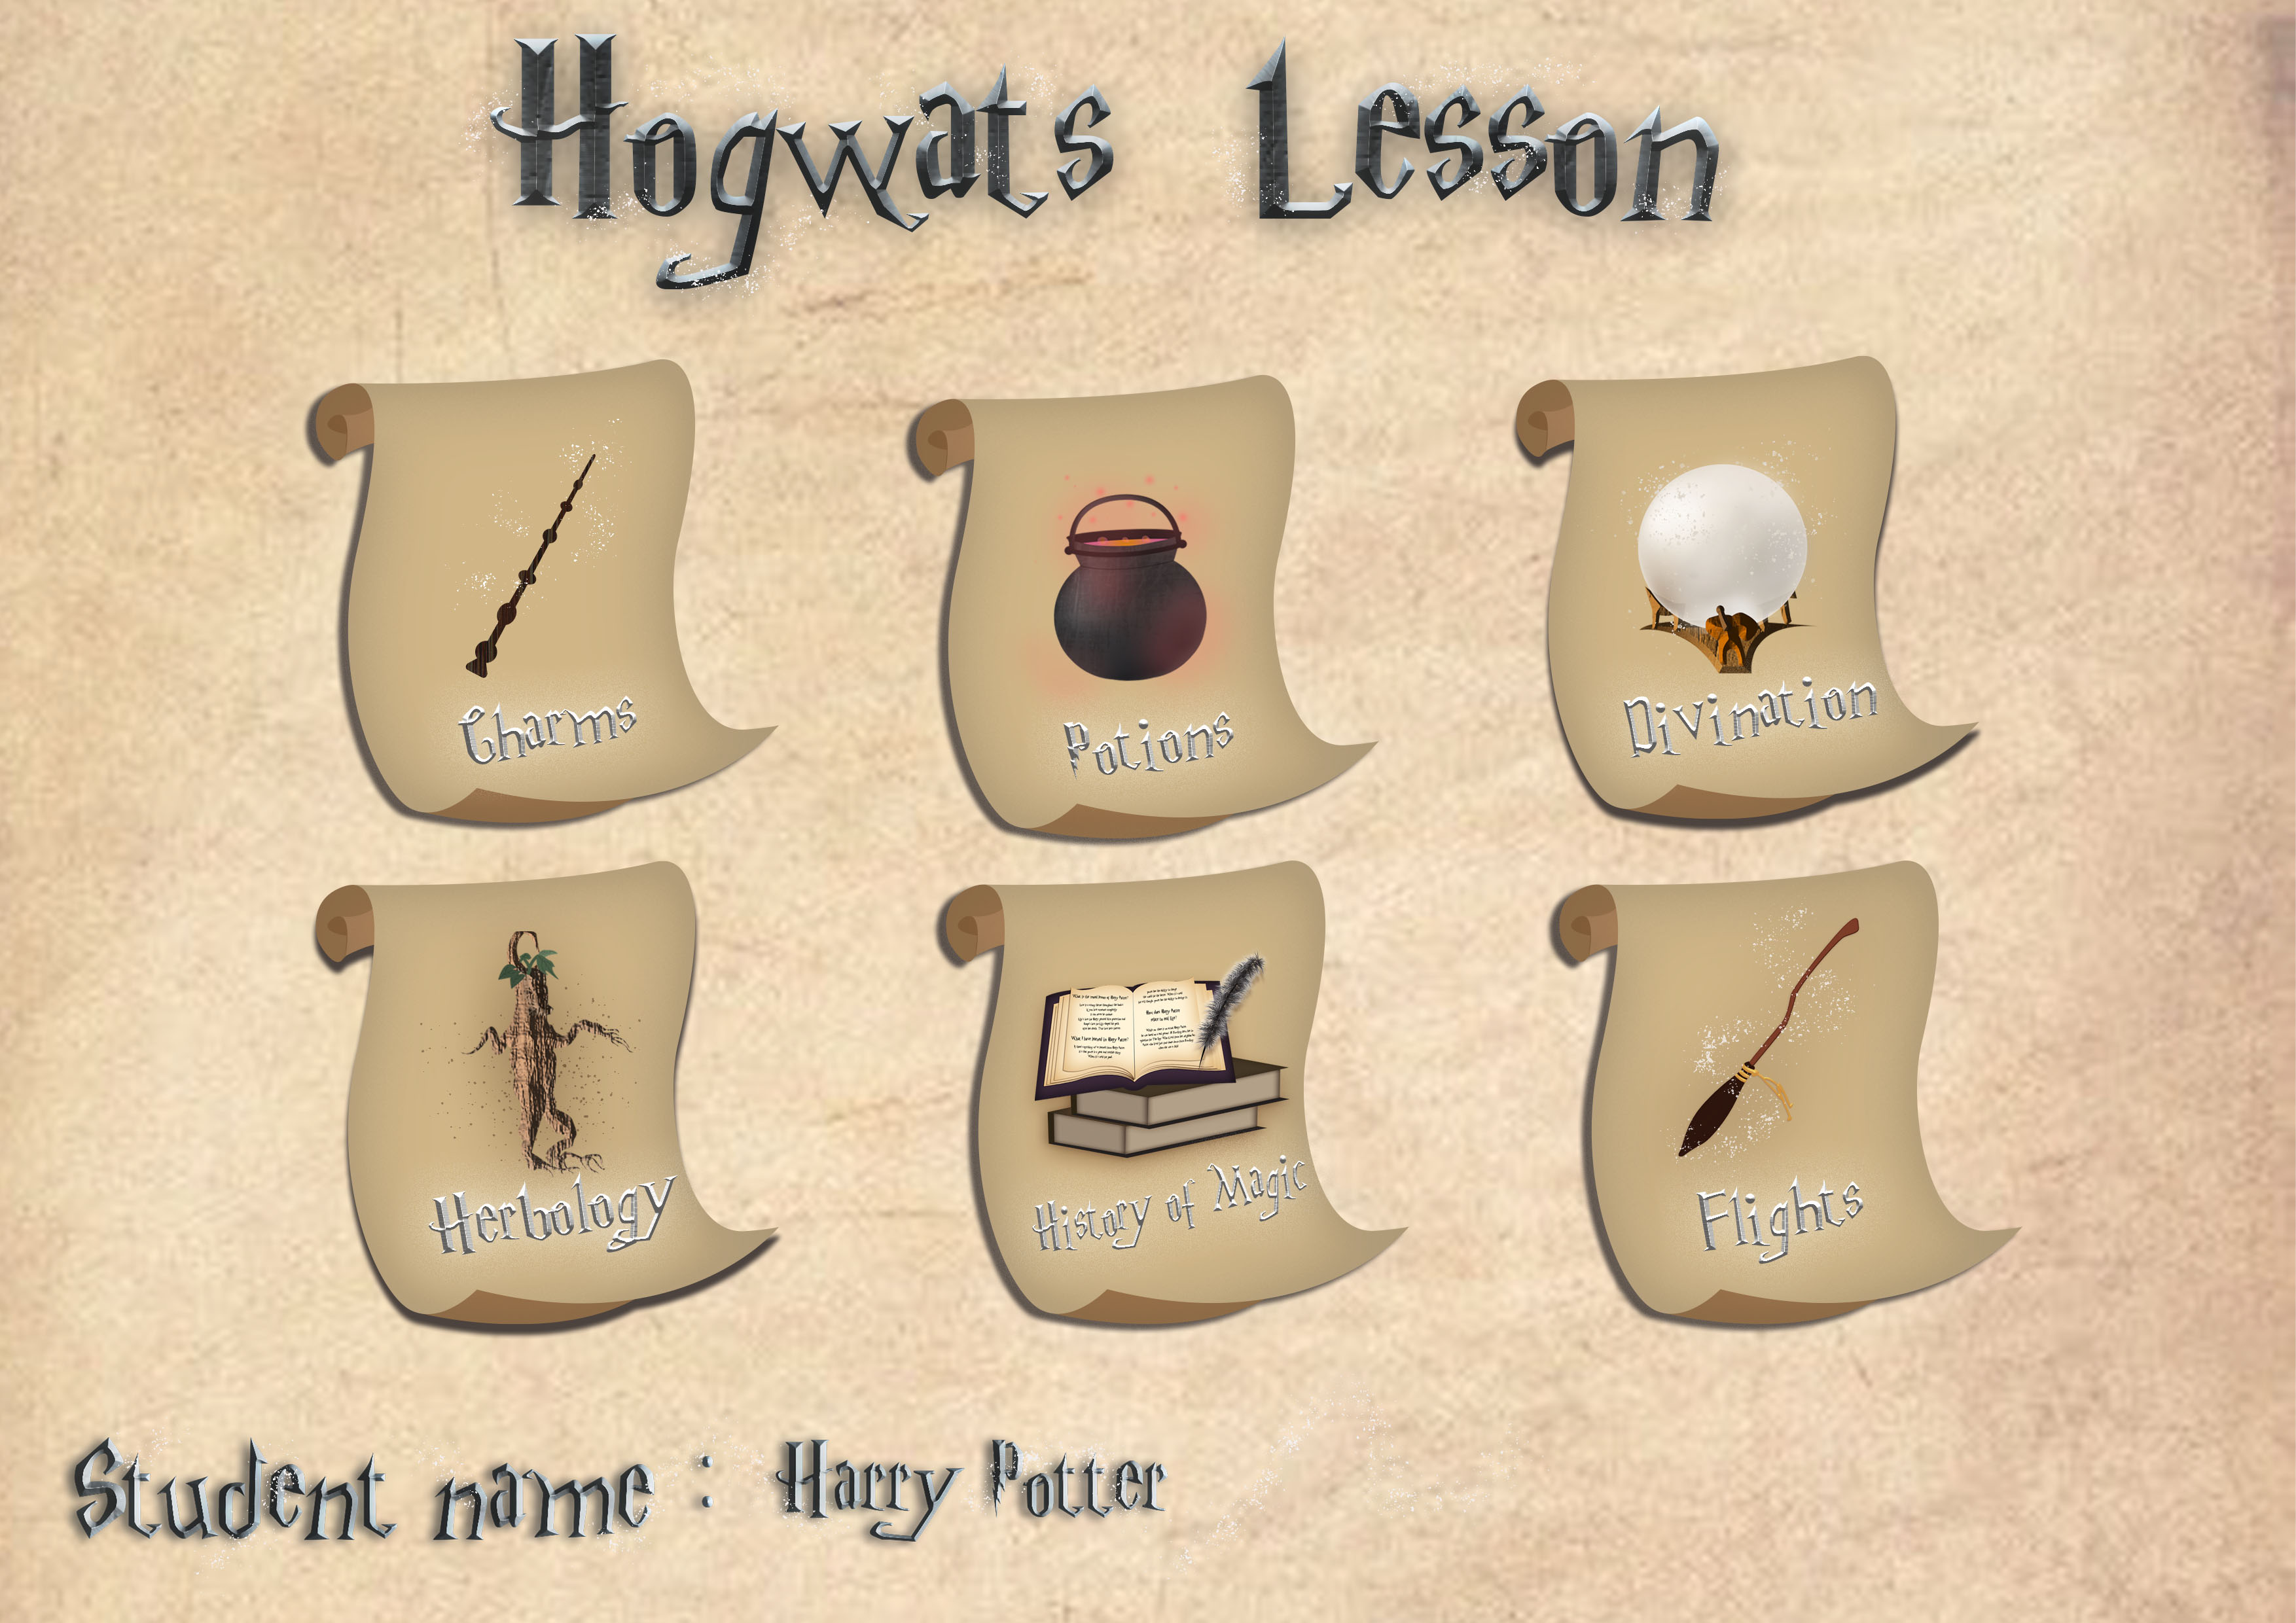 Hogwats Lesson
Charms
Potions
Divination
Herbology
History of Magic
Flights
Student name : Harry Potter